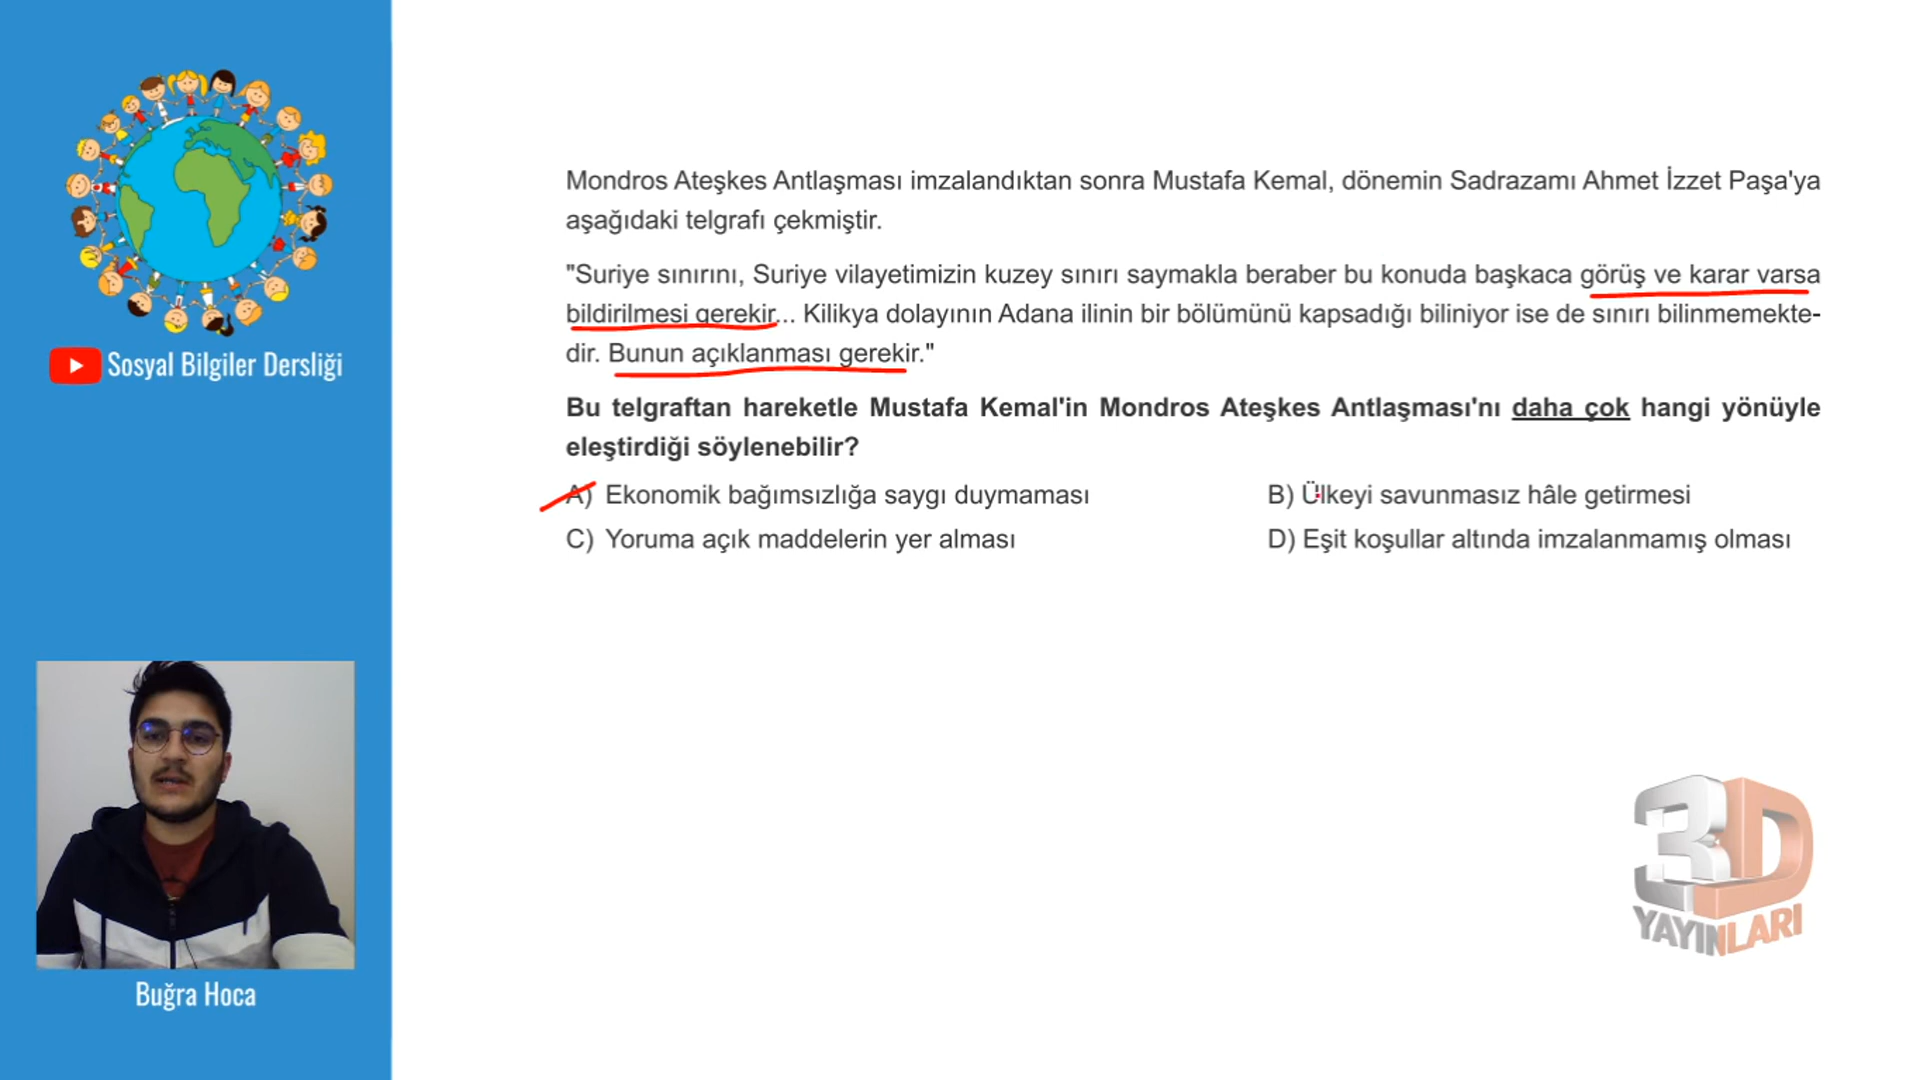 Sosyal Bilgiler Dersliği
Buğra Hoca
Mondros Ateşkes Antlaşması imzalandıktan sonra Mustafa Kemal, dönemin Sadrazamı Ahmet İzzet Paşa'ya
aşağıdaki telgrafı çekmiştir.
"Suriye sınırını, Suriye vilayetimizin kuzey sınırı saymakla beraber bu konuda başkaca görüş ve karar varsa
bildirilmesi gerekir... Kilikya dolayının Adana ilinin bir bölümünü kapsadığı biliniyor ise de sınırı bilinmemekte-
dir. Bunun açıklanması gerekir."
Bu telgraftan hareketle Mustafa Kemal'in Mondros Ateşkes Antlaşması'nı daha çok hangi yönüyle
eleştirdiği söylenebilir?
A) Ekonomik bağımsızlığa saygı duymaması
B) Ülkeyi savunmasız hâle getirmesi
C) Yoruma açık maddelerin yer alması
D) Eşit koşullar altında imzalanmamış olması
3D
YAYINLARI